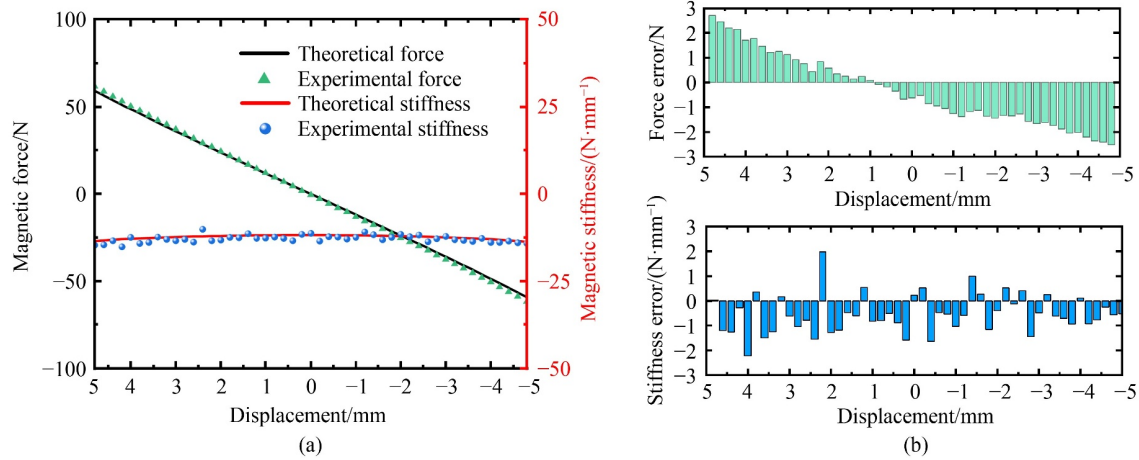 100
50
0
−50
−100
Magnetic force/N
Theoretical force
Experimental force
Theoretical stiffness
Experimental stiffness
50
25
0
−25
−50
Magnetic stiffness/(N·mm⁻¹)
5 4 3 2 1 0 −1 −2 −3 −4 −5
Displacement/mm
(a)
3
2
1
0
−1
−2
−3
Force error/N
5 4 3 2 1 0 −1 −2 −3 −4 −5
Displacement/mm
3
2
1
0
−1
−2
−3
Stiffness error/(N·mm⁻¹)
5 4 3 2 1 0 −1 −2 −3 −4 −5
Displacement/mm
(b)